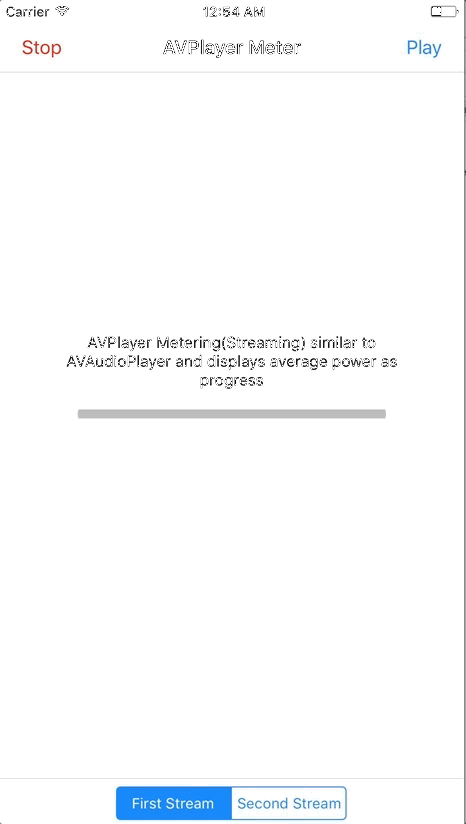 Carrier 12:54 AM
Stop AVPlayer Meter Play
AVPlayer Metering(Streaming) similar to
AVAudioPlayer and displays average power as
progress
First Stream Second Stream